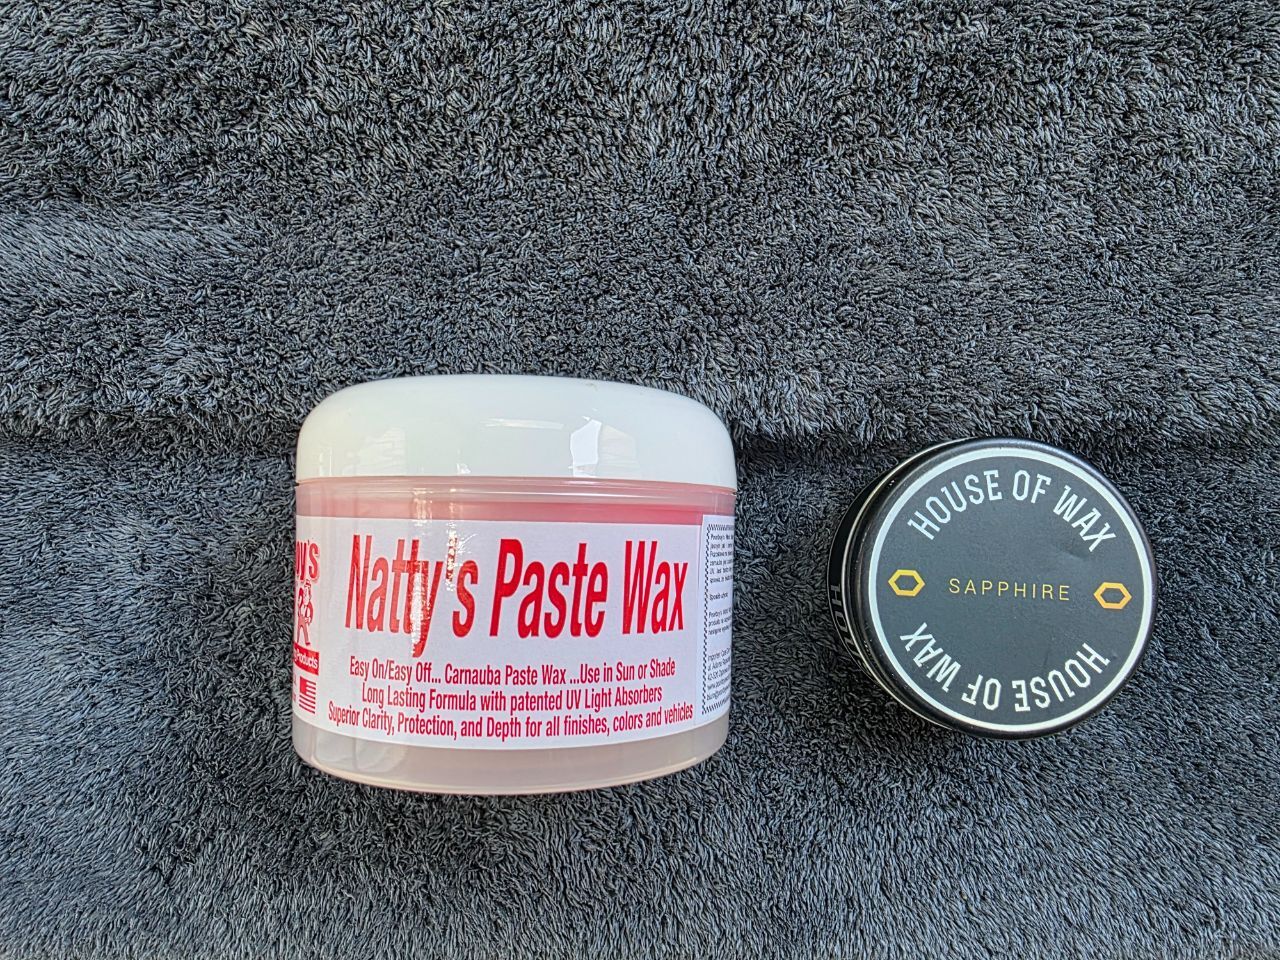 Natty's Paste Wax
Easy On/Easy Off... Carnauba Paste Wax ...Use in Sun or Shade
Long Lasting Formula with patented UV Light Absorbers
Superior Clarity, Protection, and Depth for all finishes, colors and vehicles
Products
HOUSE OF WAX
SAPPHIRE
HOUSE OF WAX